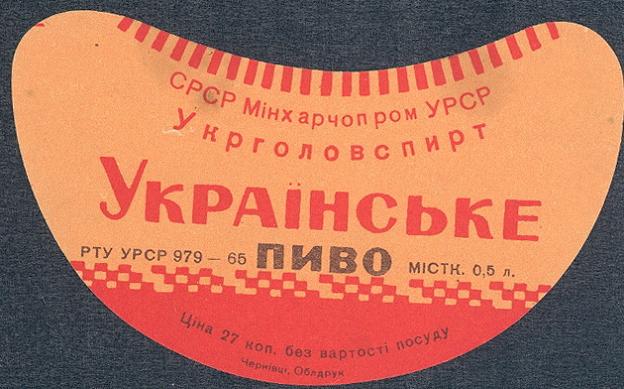 СРСР Мінхарчопром УРСР
Укрголовспирт
Українське
РТУ УРСР 979 – 65 ПИВО МІСТК. 0,5 л.
Ціна 27 коп. без вартості посуду
Чернівці, Облдрук